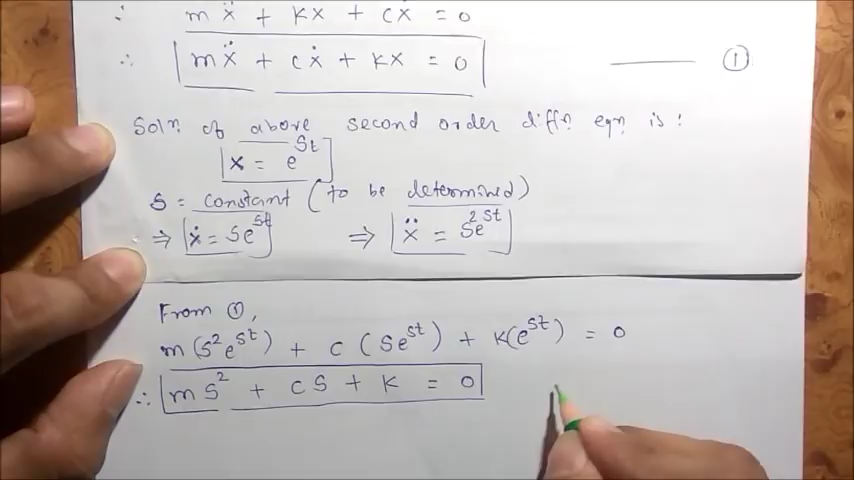 ∴ mẍ + kx + cẋ = 0
∴ mẍ + cẋ + kx = 0 ——— ①
Soln of above second order diffn eqn is :
x = e^st
s = constant (to be determined)
⇒ ẋ = se^st ⇒ ẍ = s²e^st
From ①,
m(s²e^st) + c (se^st) + k(e^st) = 0
∴ ms² + cs + k = 0